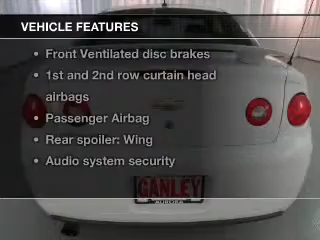 VEHICLE FEATURES
• Front Ventilated disc brakes
• 1st and 2nd row curtain head
airbags
• Passenger Airbag
• Rear spoiler: Wing
• Audio system security
GANLEY
AURORA